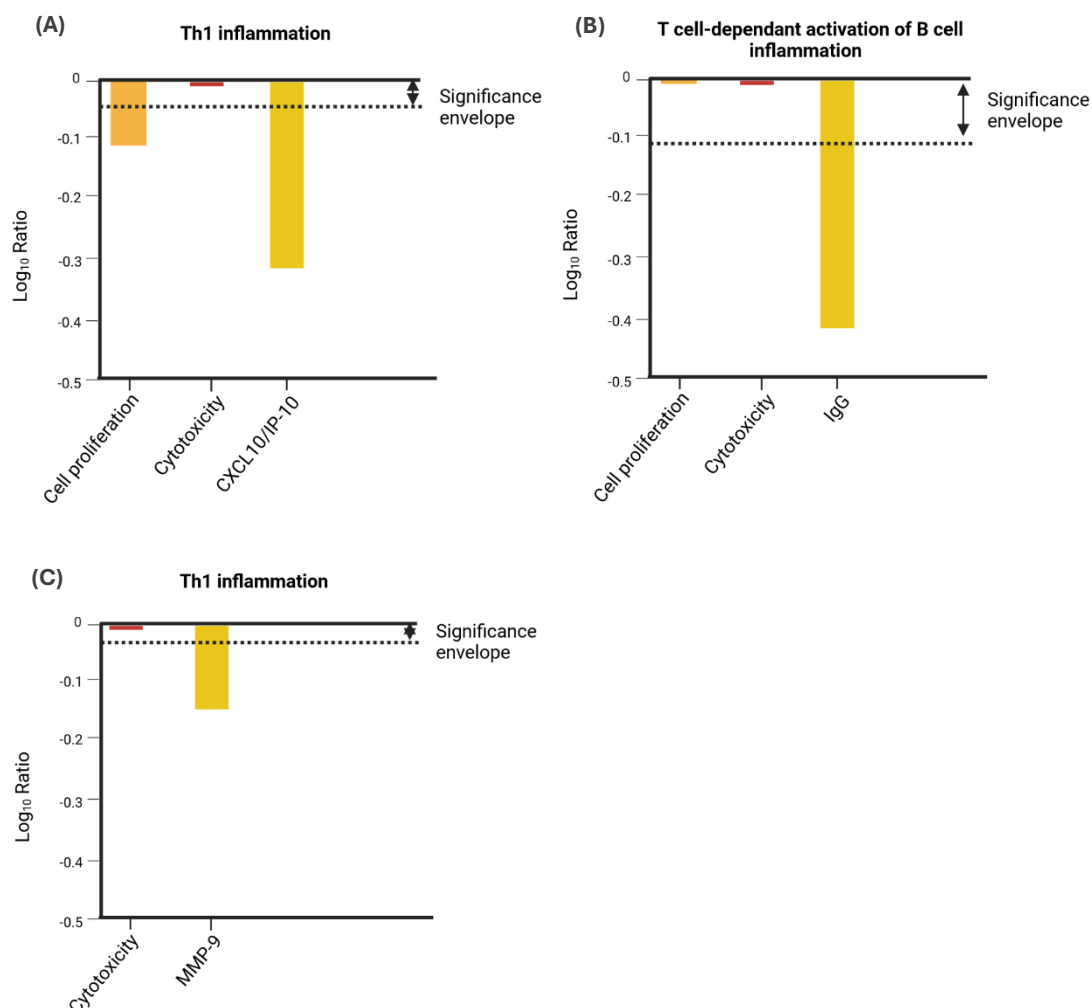 (A)
Th1 inflammation
0
-0.1
-0.2
-0.3
-0.4
-0.5
Log10 Ratio
Significance
envelope
Cell proliferation
Cytotoxicity
CXCL10/IP-10
(B)
T cell-dependant activation of B cell
inflammation
0
-0.1
-0.2
-0.3
-0.4
-0.5
Log10 Ratio
Significance
envelope
Cell proliferation
Cytotoxicity
IgG
(C)
Th1 inflammation
0
-0.1
-0.2
-0.3
-0.4
-0.5
Log10 Ratio
Significance
envelope
Cytotoxicity
MMP-9